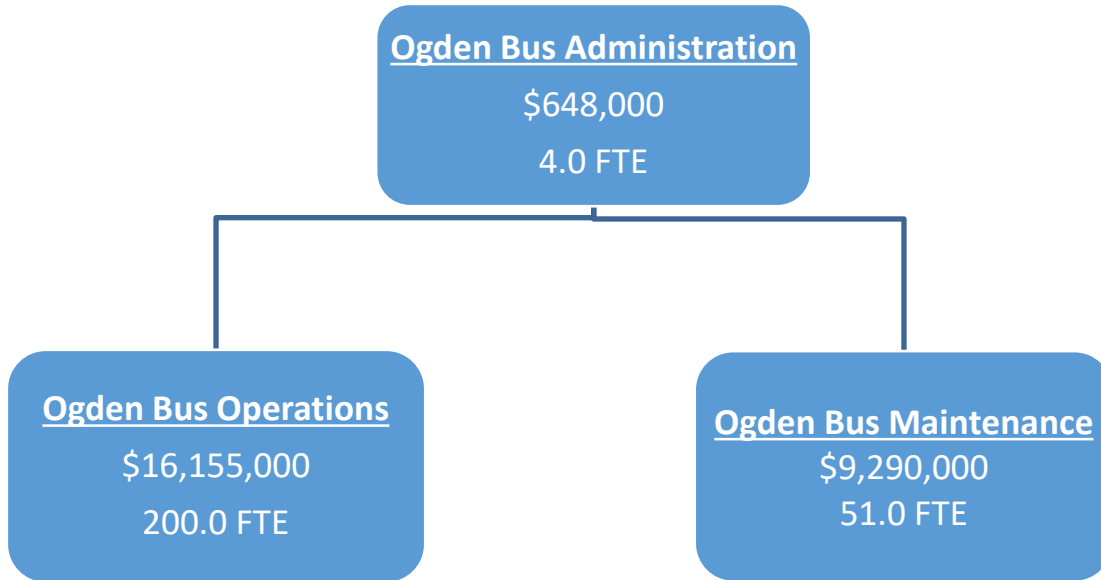 Ogden Bus Administration
$648,000
4.0 FTE
Ogden Bus Operations
$16,155,000
200.0 FTE
Ogden Bus Maintenance
$9,290,000
51.0 FTE